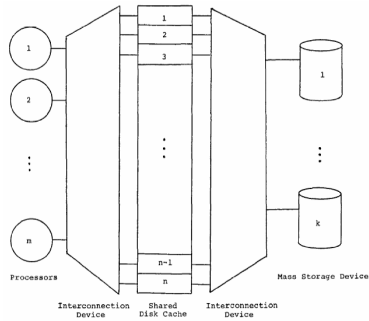 1
2
m
Processors
Interconnection
Device
1
2
3
n-1
n
Shared
Disk Cache
Interconnection
Device
1
k
Mass Storage Device